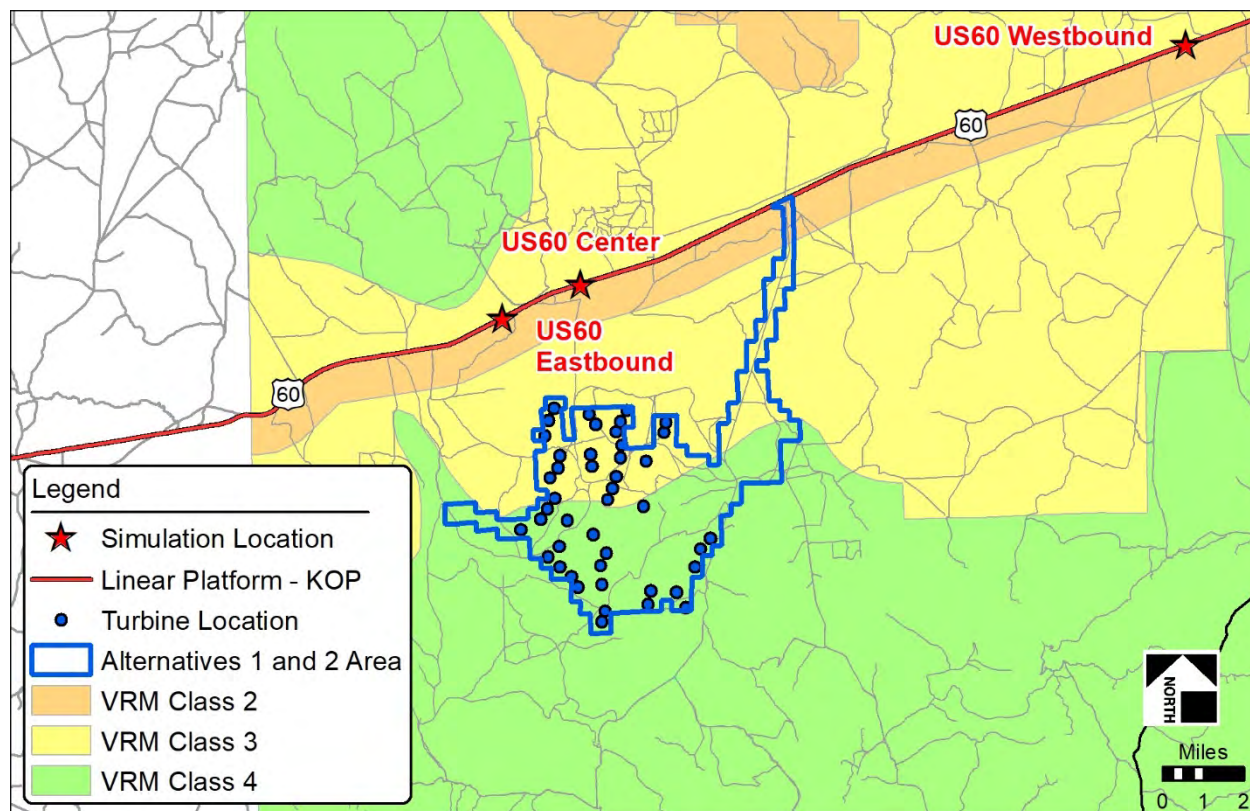 US60 Westbound
60
US60 Center
US60
Eastbound
60
Legend
Simulation Location
Linear Platform - KOP
Turbine Location
Alternatives 1 and 2 Area
VRM Class 2
VRM Class 3
VRM Class 4
NORTH
Miles
0 1 2